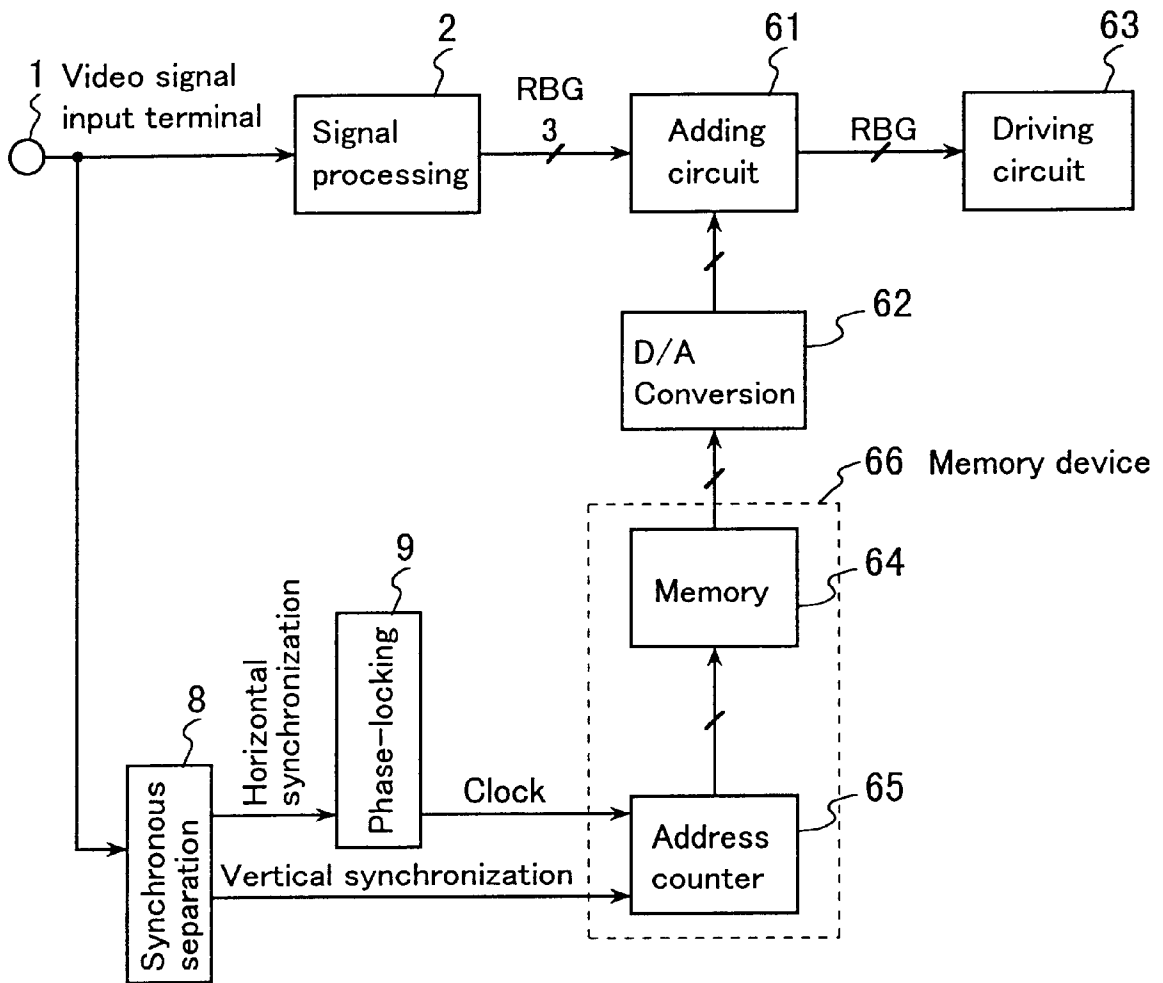 1 Video signal
input terminal
2
Signal
processing
RBG
3
61
Adding
circuit
RBG
63
Driving
circuit
62
D/A
Conversion
66 Memory device
64
Memory
9
Phase-locking
Horizontal
synchronization
8
Synchronous
separation
Clock
Vertical synchronization
65
Address
counter